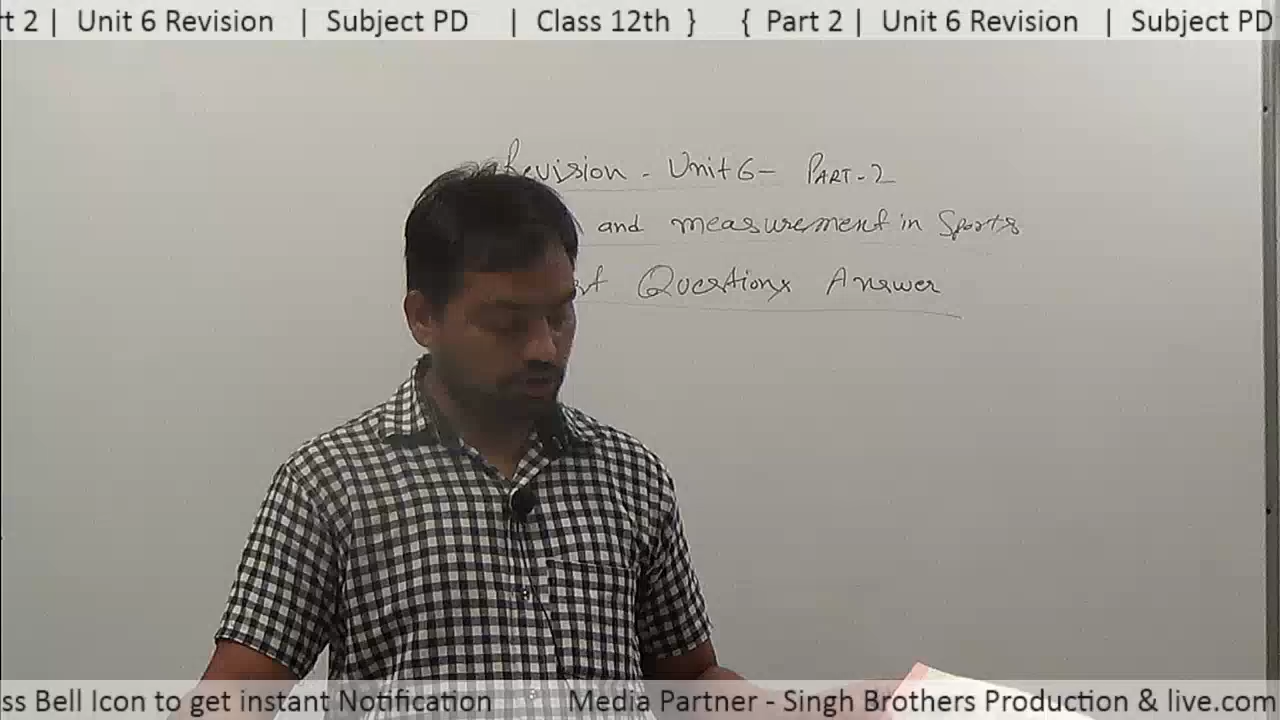 rt 2 | Unit 6 Revision | Subject PD | Class 12th } { Part 2 | Unit 6 Revision | Subject PD
Revision - Unit 6 - PART-2
and measurement in Sports
Questions Answer
ss Bell Icon to get instant Notification Media Partner - Singh Brothers Production & live.com